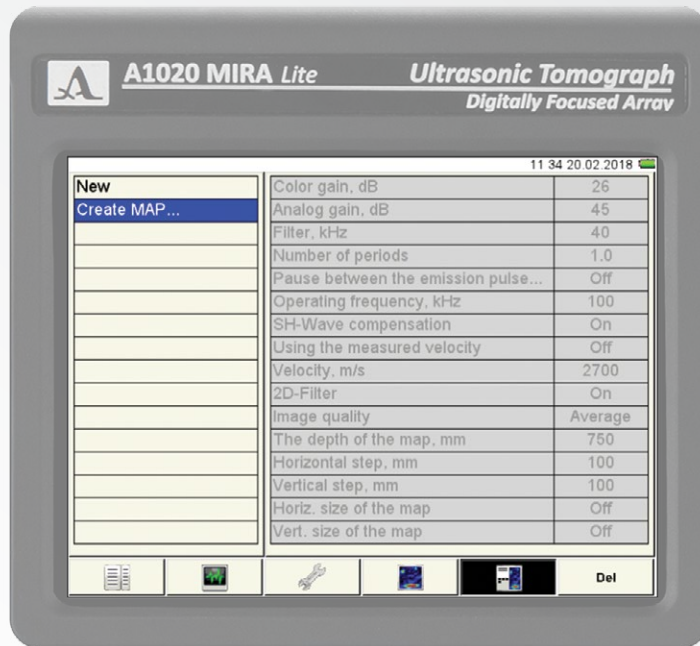 A1020 MIRA Lite
Ultrasonic Tomograph
Digitally Focused Array
11 34 20.02.2018
New
Create MAP...
Color gain, dB 26
Analog gain, dB 45
Filter, kHz 40
Number of periods 1.0
Pause between the emission pulse... Off
Operating frequency, kHz 100
SH-Wave compensation On
Using the measured velocity Off
Velocity, m/s 2700
2D-Filter On
Image quality Average
The depth of the map, mm 750
Horizontal step, mm 100
Vertical step, mm 100
Horiz. size of the map Off
Vert. size of the map Off
Del